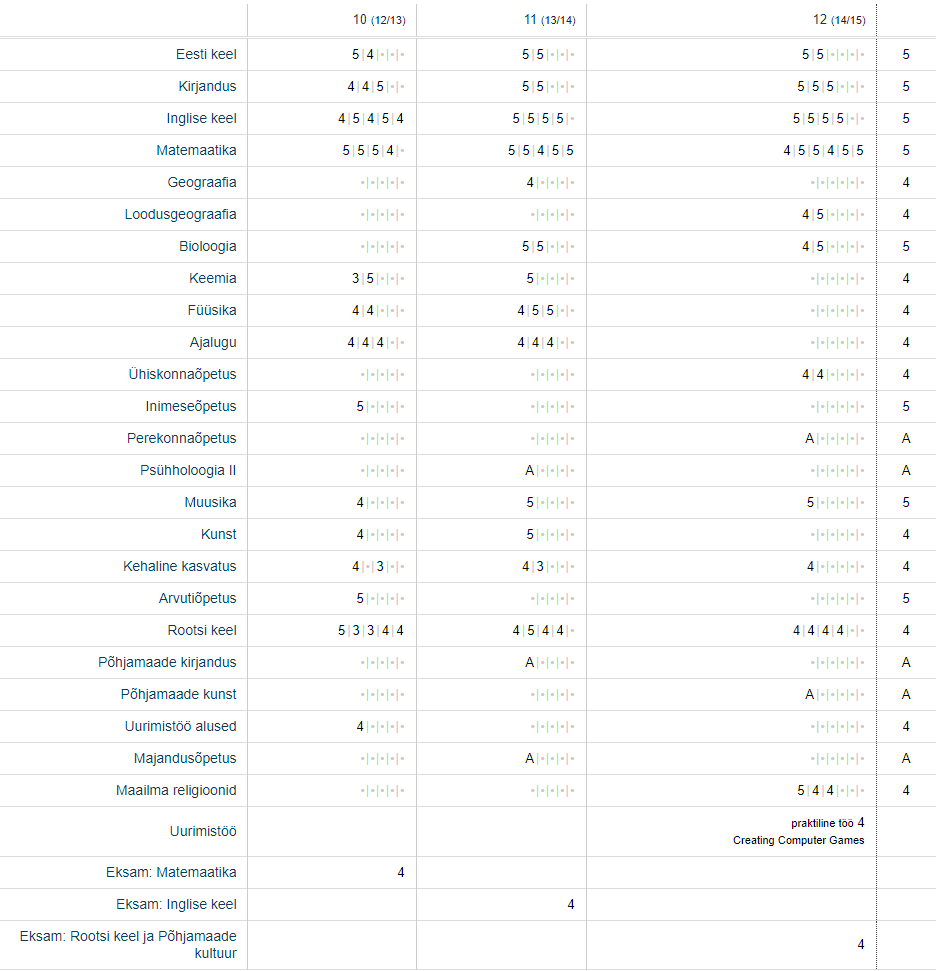 10 (12/13) 11 (13/14) 12 (14/15)
Eesti keel 5|4|•|•|• 5|5|•|•|• 5|5|•|•|•|• 5
Kirjandus 4|4|5|•|• 5|5|•|•|• 5|5|5|•|•|• 5
Inglise keel 4|5|4|5|4 5|5|5|5|• 5|5|5|5|•|• 5
Matemaatika 5|5|5|4|• 5|5|4|5|5 4|5|5|4|5|5 5
Geograafia •|•|•|•|• 4|•|•|•|• •|•|•|•|•|• 4
Loodusgeograafia •|•|•|•|• •|•|•|•|• 4|5|•|•|•|• 4
Bioloogia •|•|•|•|• 5|5|•|•|• 4|5|•|•|•|• 5
Keemia 3|5|•|•|• 5|•|•|•|• •|•|•|•|•|• 4
Füüsika 4|4|•|•|• 4|5|5|•|• •|•|•|•|•|• 4
Ajalugu 4|4|4|•|• 4|4|4|•|• •|•|•|•|•|• 4
Ühiskonnaõpetus •|•|•|•|• •|•|•|•|• 4|4|•|•|•|• 4
Inimeseõpetus 5|•|•|•|• •|•|•|•|• •|•|•|•|•|• 5
Perekonnaõpetus •|•|•|•|• •|•|•|•|• A|•|•|•|•|• A
Psühholoogia II •|•|•|•|• A|•|•|•|• •|•|•|•|•|• A
Muusika 4|•|•|•|• 5|•|•|•|• 5|•|•|•|•|• 5
Kunst 4|•|•|•|• 5|•|•|•|• •|•|•|•|•|• 4
Kehaline kasvatus 4|•|3|•|• 4|3|•|•|• 4|•|•|•|•|• 4
Arvutiõpetus 5|•|•|•|• •|•|•|•|• •|•|•|•|•|• 5
Rootsi keel 5|3|3|4|4 4|5|4|4|• 4|4|4|4|•|• 4
Põhjamaade kirjandus •|•|•|•|• A|•|•|•|• •|•|•|•|•|• A
Põhjamaade kunst •|•|•|•|• •|•|•|•|• A|•|•|•|•|• A
Uurimistöö alused 4|•|•|•|• •|•|•|•|• •|•|•|•|•|• 4
Majandusõpetus •|•|•|•|• A|•|•|•|• •|•|•|•|•|• A
Maailma religioonid •|•|•|•|• •|•|•|•|• 5|4|4|•|•|• 4
Uurimistöö praktiline töö 4
Creating Computer Games
Eksam: Matemaatika 4
Eksam: Inglise keel 4
Eksam: Rootsi keel ja Põhjamaade
kultuur 4